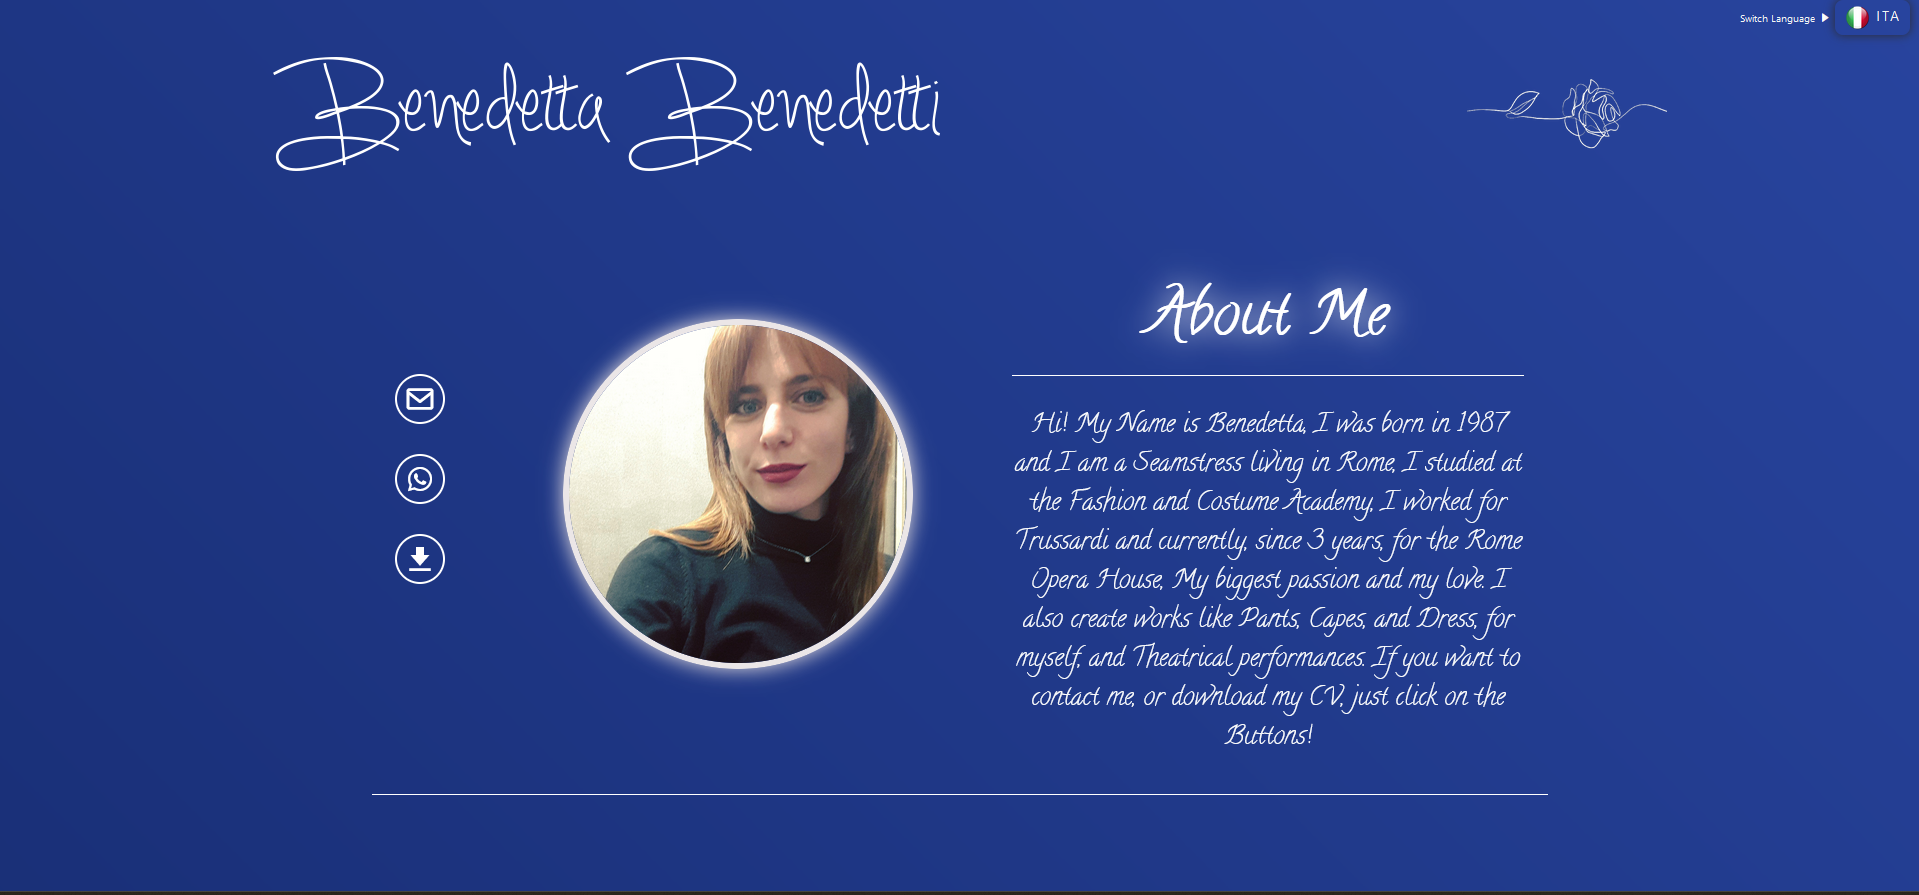 Switch Language ITA
Benedetta Benedetti
About Me
Hi! My Name is Benedetta, I was born in 1987
and I am a Seamstress living in Rome, I studied at
the Fashion and Costume Academy, I worked for
Trussardi and currently, since 3 years, for the Rome
Opera House, My biggest passion and my love. I
also create works like Pants, Capes, and Dress, for
myself, and Theatrical performances. If you want to
contact me, or download my CV, just click on the
Buttons!